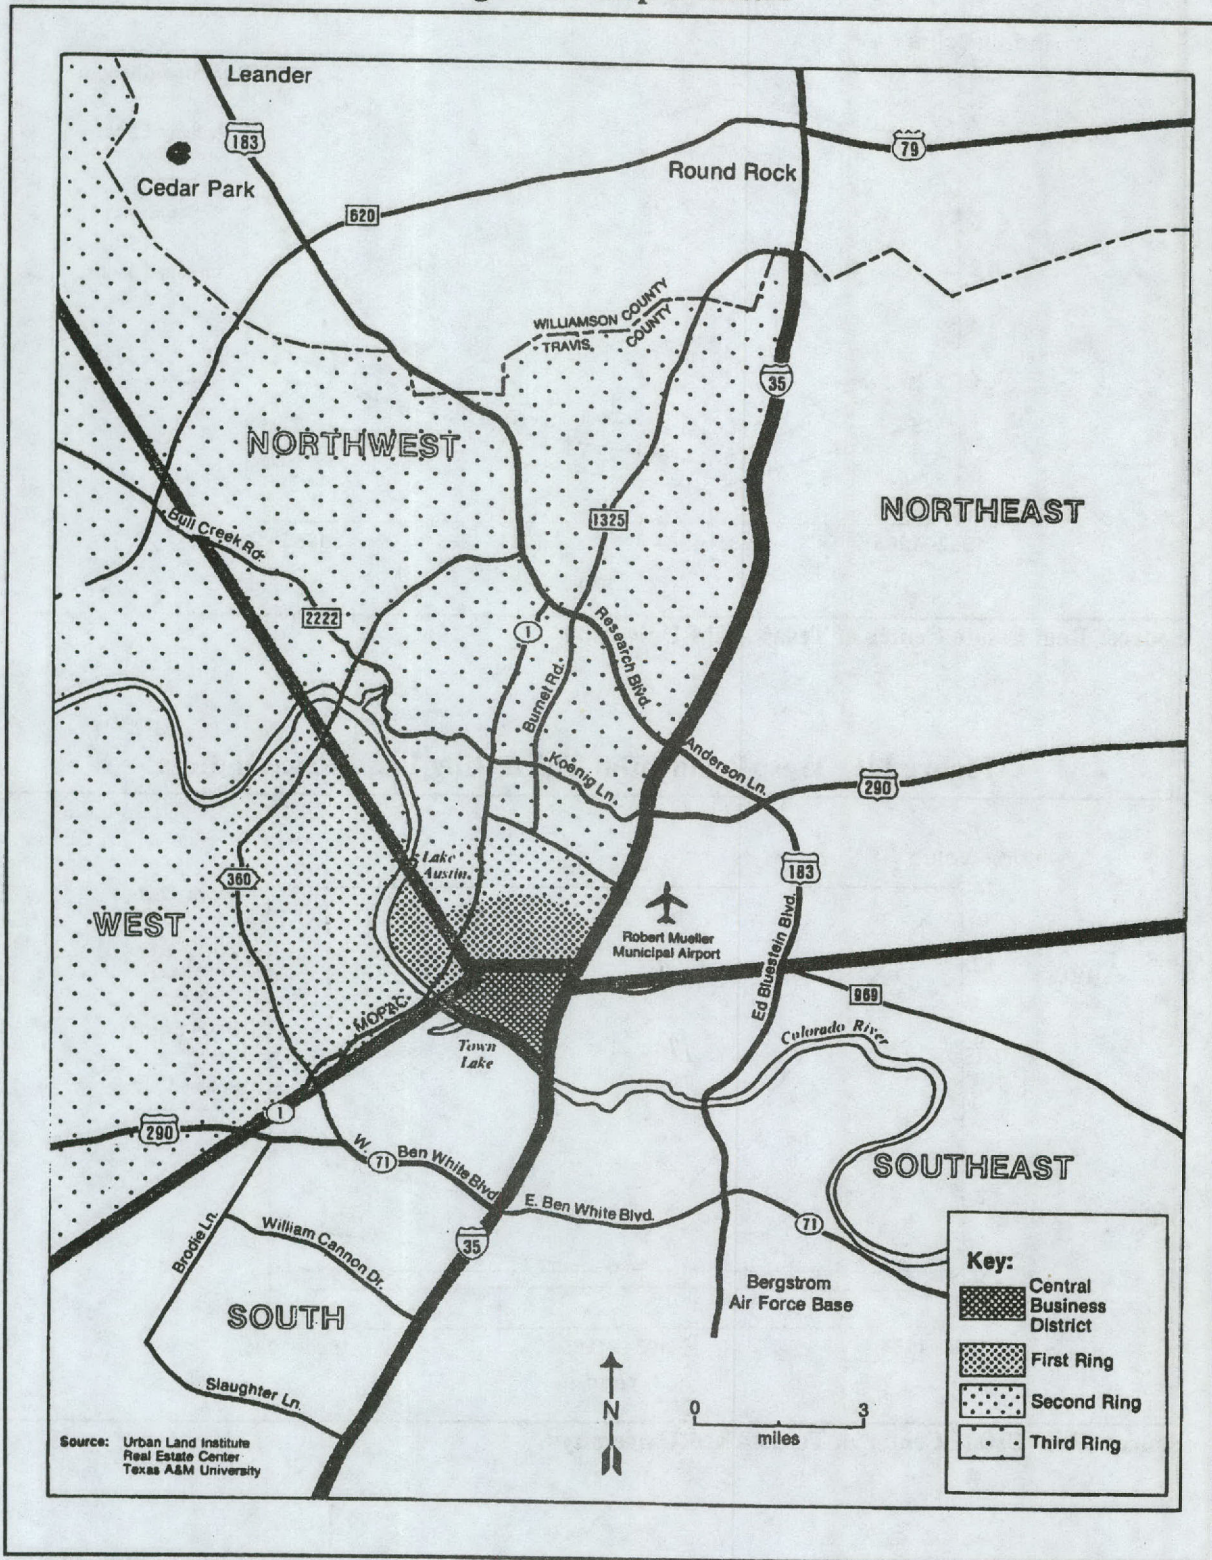 Leander
183
79
Cedar Park
Round Rock
620
WILLIAMSON COUNTY
TRAVIS COUNTY
35
NORTHWEST
NORTHEAST
1325
Bull Creek Rd.
2222
1
Research Blvd.
Burnet Rd.
Koenig Ln.
Anderson Ln.
290
Lake
Austin
360
183
WEST
Robert Mueller
Municipal Airport
Ed Bluestein Blvd.
969
MOPAC
Town
Lake
Colorado River
1
290
W. Ben White Blvd.
71
SOUTHEAST
E. Ben White Blvd.
71
Brodie Ln.
William Cannon Dr.
35
SOUTH
Bergstrom
Air Force Base
Slaughter Ln.
N
0 3
miles
Key:
Central
Business
District
First Ring
Second Ring
Third Ring
Source: Urban Land Institute
Real Estate Center
Texas A&M University